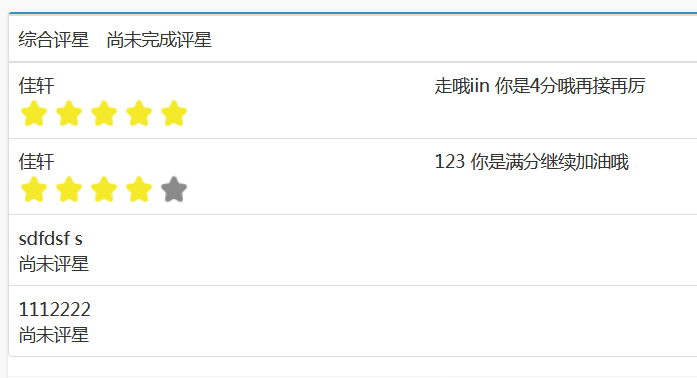 综合评星 尚未完成评星
佳轩 走哦iin 你是4分哦再接再厉
佳轩 123 你是满分继续加油哦
sdfdsf s
尚未评星
1112222
尚未评星